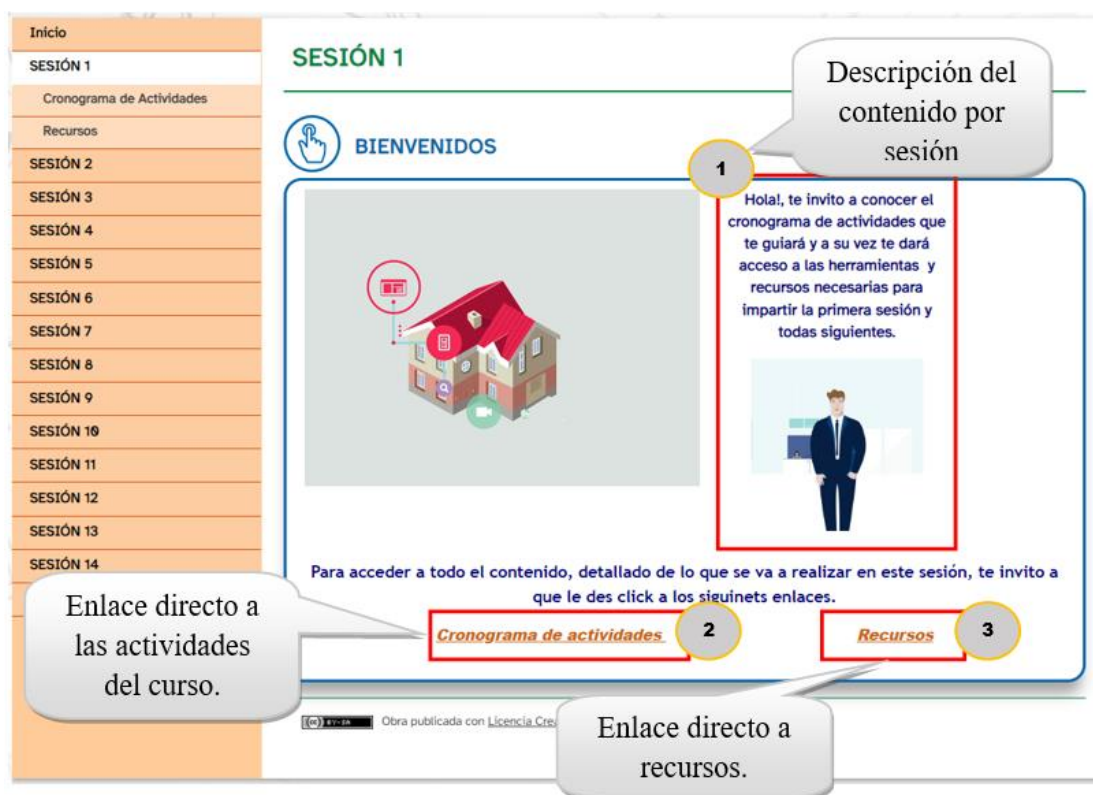 Inicio
SESIÓN 1
Cronograma de Actividades
Recursos
SESIÓN 2
SESIÓN 3
SESIÓN 4
SESIÓN 5
SESIÓN 6
SESIÓN 7
SESIÓN 8
SESIÓN 9
SESIÓN 10
SESIÓN 11
SESIÓN 12
SESIÓN 13
SESIÓN 14
SESIÓN 1
BIENVENIDOS
Descripción del
contenido por
sesión
1
Hola!, te invito a conocer el
cronograma de actividades que
te guiará y a su vez te dará
acceso a las herramientas y
recursos necesarias para
impartir la primera sesión y
todas siguientes.
Para acceder a todo el contenido, detallado de lo que se va a realizar en este sesión, te invito a
que le des click a los siguinets enlaces.
Cronograma de actividades
2
Recursos
3
Enlace directo a
las actividades
del curso.
Enlace directo a
recursos.
(cc) BY-SA
Obra publicada con Licencia